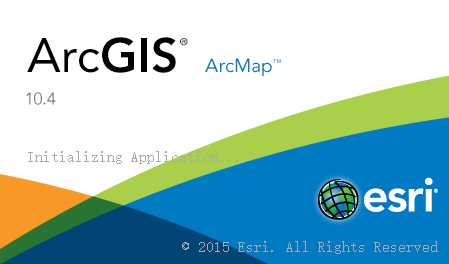 ArcGIS® ArcMap™
10.4
Initializing Application...
esri®
© 2015 Esri. All Rights Reserved